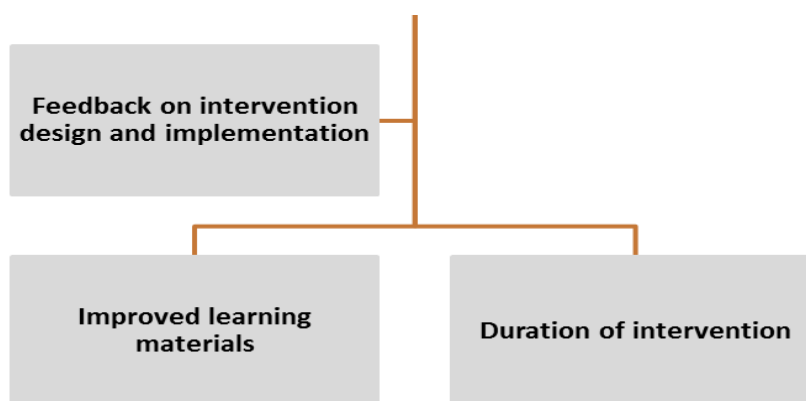 Feedback on intervention
design and implementation
Improved learning
materials
Duration of intervention